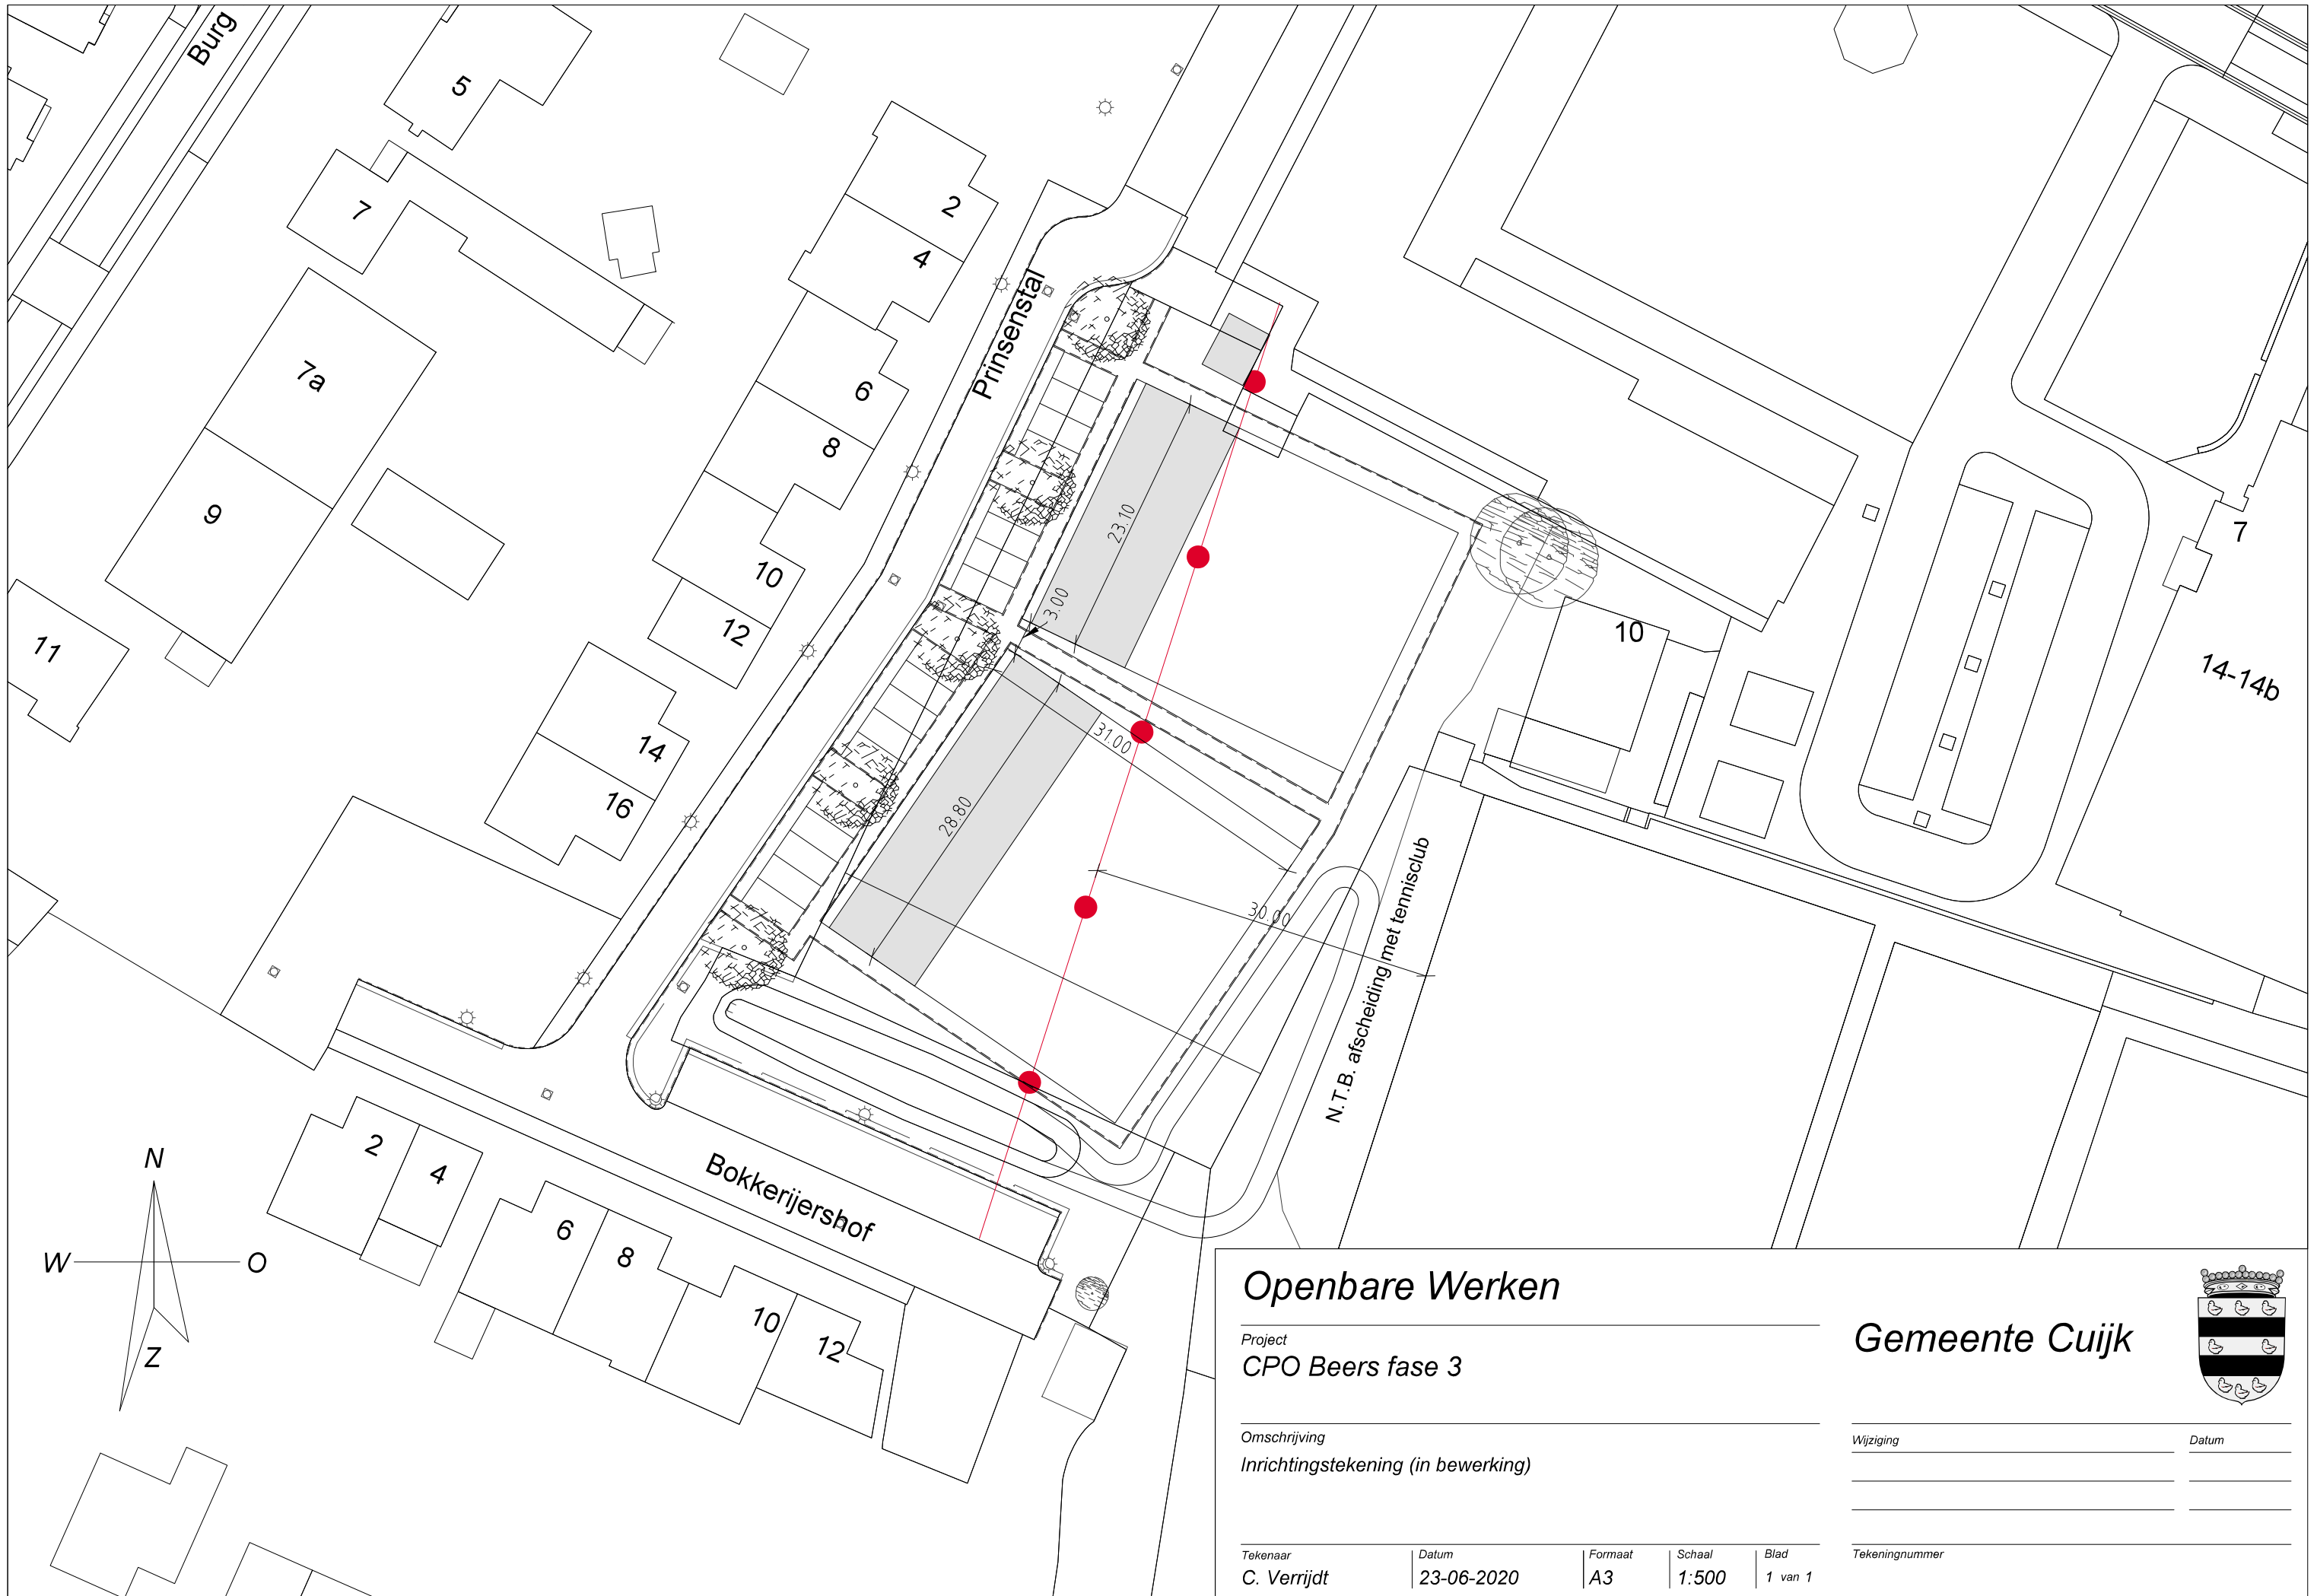 Burg
5
7
7a
9
11
2
4
6
8
10
12
14
16
Prinsenstal
23.10
3.00
31.00
28.80
30.00
N.T.B. afscheiding met tennisclub
10
7
14-14b
Bokkerijershof
2
4
6
8
10
12
N
W
O
Z
Openbare Werken
Project
CPO Beers fase 3
Omschrijving
Inrichtingstekening (in bewerking)
Tekenaar
C. Verrijdt
Datum
23-06-2020
Formaat
A3
Schaal
1:500
Blad
1 van 1
Gemeente Cuijk
Wijziging
Datum
Tekeningnummer